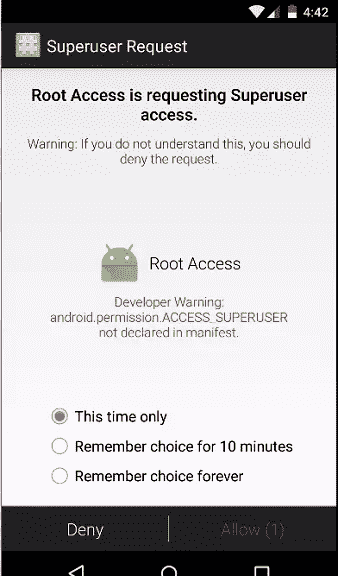 4:42
Superuser Request
Root Access is requesting Superuser
access.
Warning: If you do not understand this, you should
deny the request.
Root Access
Developer Warning:
android.permission.ACCESS_SUPERUSER
not declared in manifest.
This time only
Remember choice for 10 minutes
Remember choice forever
Deny
Allow (1)